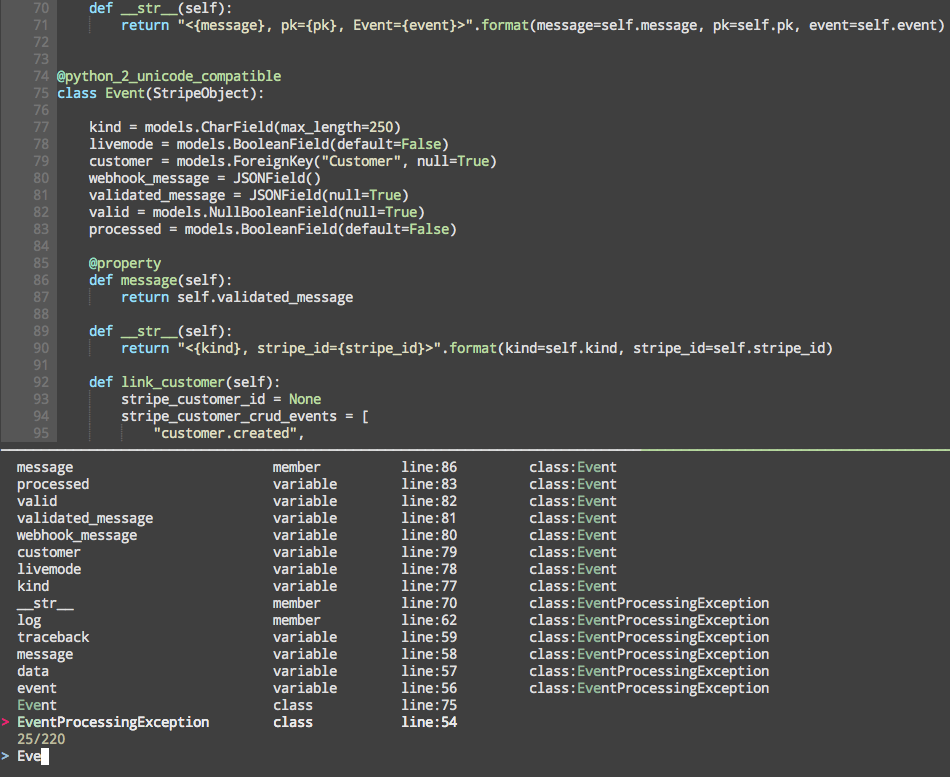 70     def __str__(self):
71         return "<{message}, pk={pk}, Event={event}>".format(message=self.message, pk=self.pk, event=self.event)
72
73
74 @python_2_unicode_compatible
75 class Event(StripeObject):
76
77     kind = models.CharField(max_length=250)
78     livemode = models.BooleanField(default=False)
79     customer = models.ForeignKey("Customer", null=True)
80     webhook_message = JSONField()
81     validated_message = JSONField(null=True)
82     valid = models.NullBooleanField(null=True)
83     processed = models.BooleanField(default=False)
84
85     @property
86     def message(self):
87         return self.validated_message
88
89     def __str__(self):
90         return "<{kind}, stripe_id={stripe_id}>".format(kind=self.kind, stripe_id=self.stripe_id)
91
92     def link_customer(self):
93         stripe_customer_id = None
94         stripe_customer_crud_events = [
95             "customer.created",
message member line:86 class:Event
processed variable line:83 class:Event
valid variable line:82 class:Event
validated_message variable line:81 class:Event
webhook_message variable line:80 class:Event
customer variable line:79 class:Event
livemode variable line:78 class:Event
kind variable line:77 class:Event
__str__ member line:70 class:EventProcessingException
log member line:62 class:EventProcessingException
traceback variable line:59 class:EventProcessingException
message variable line:58 class:EventProcessingException
data variable line:57 class:EventProcessingException
event variable line:56 class:EventProcessingException
Event class line:75
> EventProcessingException class line:54
25/220
> Eve